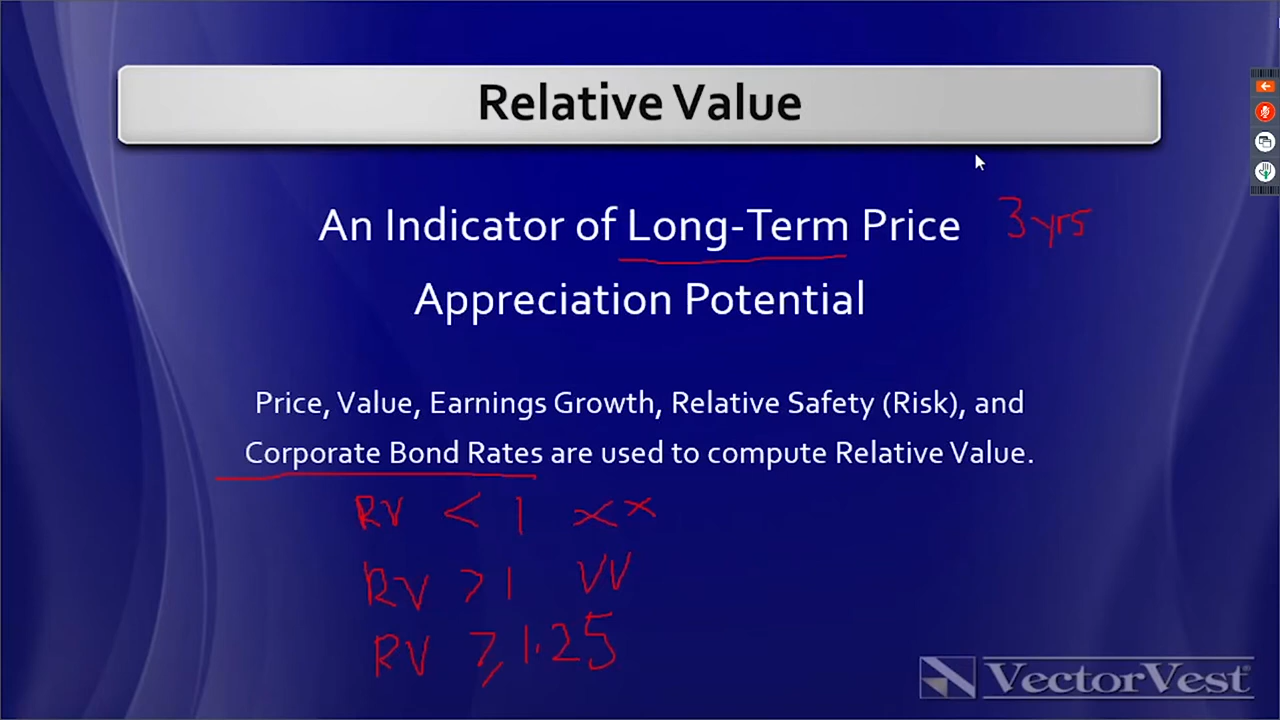 Relative Value
An Indicator of Long-Term Price 3 yrs
Appreciation Potential
Price, Value, Earnings Growth, Relative Safety (Risk), and
Corporate Bond Rates are used to compute Relative Value.
RV < 1 xx
RV > 1 VV
RV ≥ 1.25
VectorVest